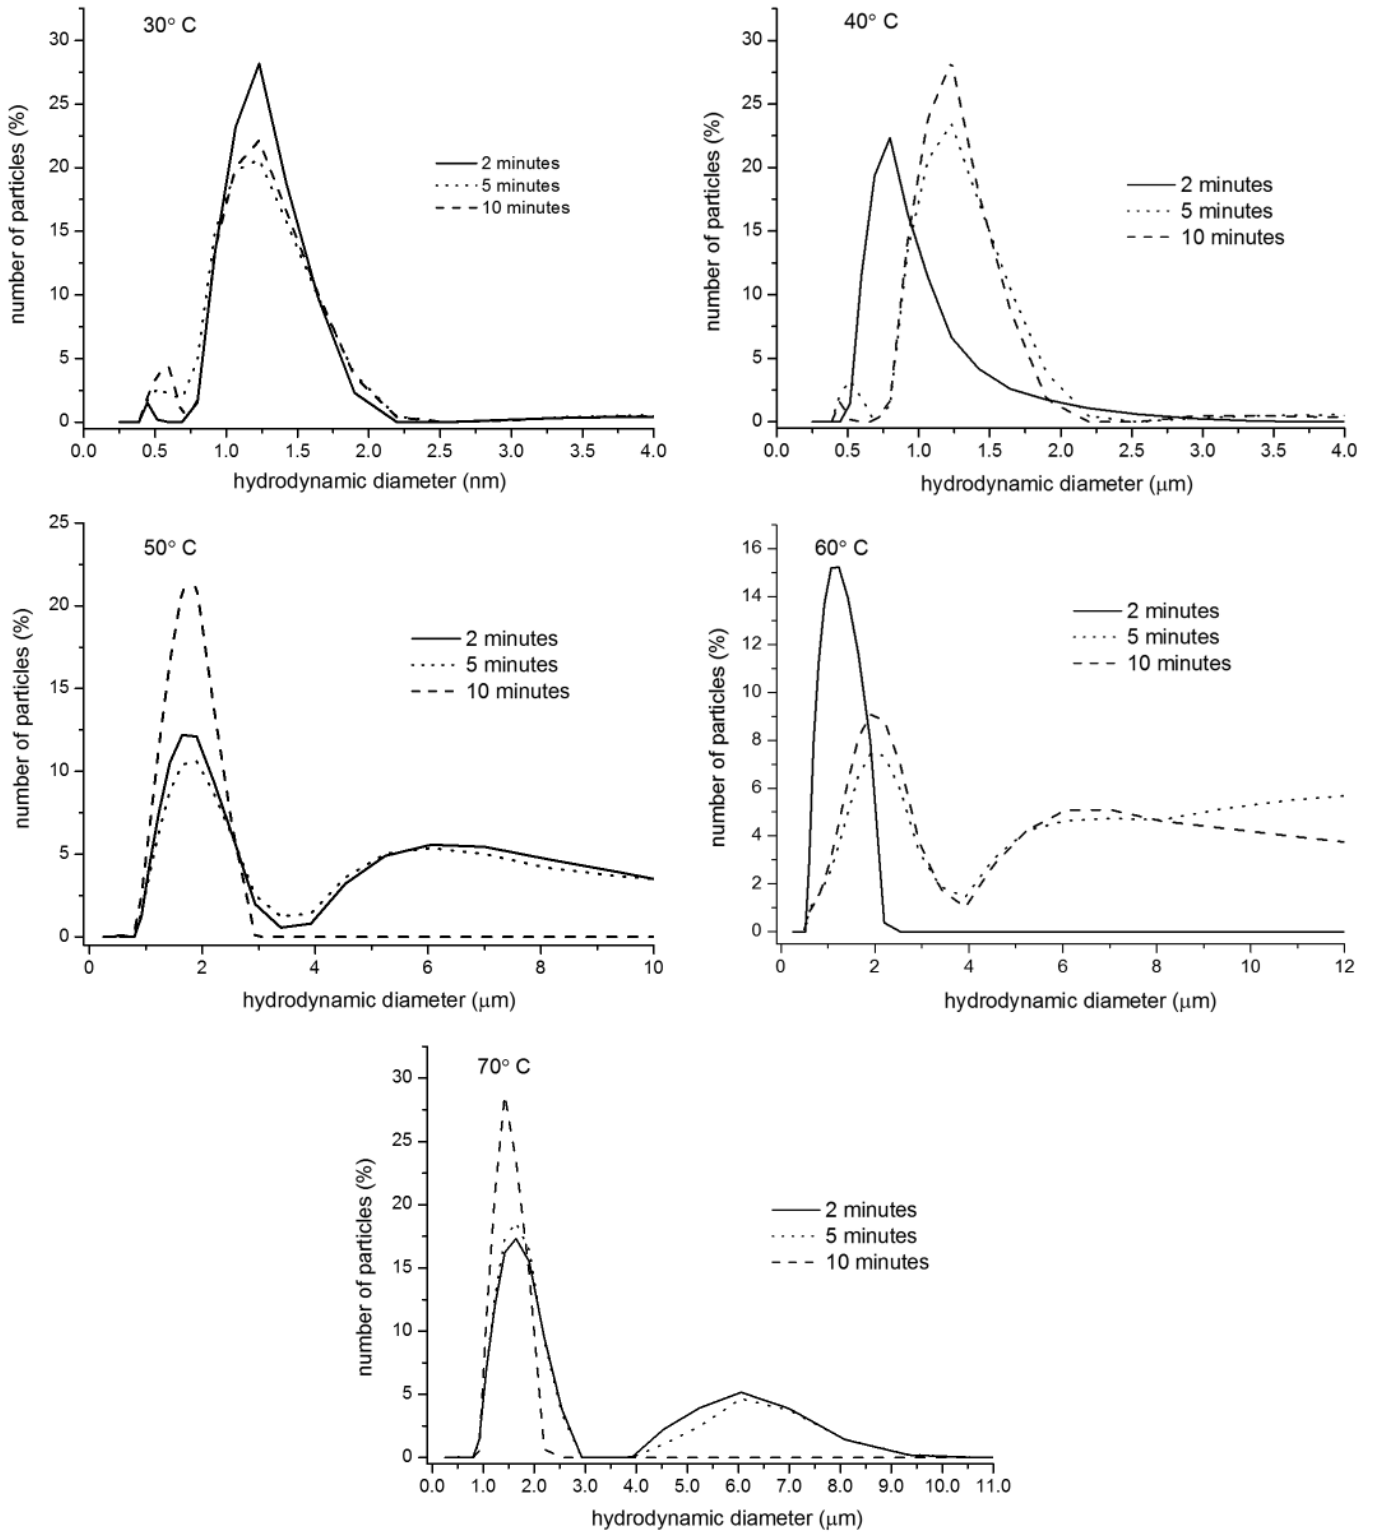 30° C
number of particles (%)
30
25
20
15
10
5
0
2 minutes
5 minutes
10 minutes
0.0 0.5 1.0 1.5 2.0 2.5 3.0 3.5 4.0
hydrodynamic diameter (nm)
40° C
number of particles (%)
30
25
20
15
10
5
0
2 minutes
5 minutes
10 minutes
0.0 0.5 1.0 1.5 2.0 2.5 3.0 3.5 4.0
hydrodynamic diameter (μm)
50° C
number of particles (%)
25
20
15
10
5
0
2 minutes
5 minutes
10 minutes
0 2 4 6 8 10
hydrodynamic diameter (μm)
60° C
number of particles (%)
16
14
12
10
8
6
4
2
0
2 minutes
5 minutes
10 minutes
0 2 4 6 8 10 12
hydrodynamic diameter (μm)
70° C
number of particles (%)
30
25
20
15
10
5
0
2 minutes
5 minutes
10 minutes
0.0 1.0 2.0 3.0 4.0 5.0 6.0 7.0 8.0 9.0 10.0 11.0
hydrodynamic diameter (μm)